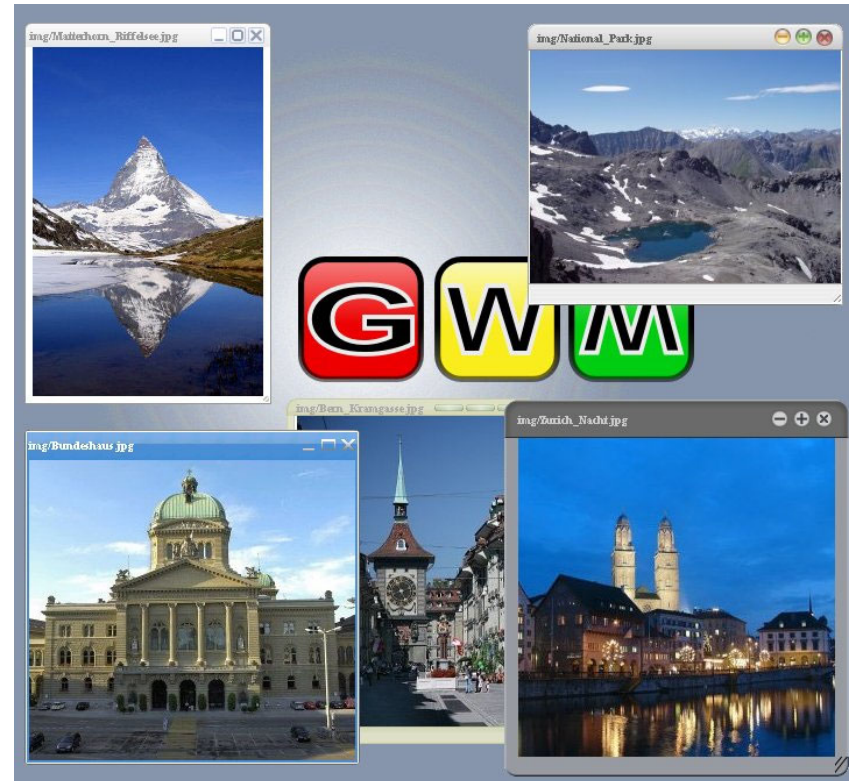 img/Matterhorn_Riffelsee.jpg
img/National_Park.jpg
GWM
img/Bern_Kramgasse.jpg
img/Zurich_Nacht.jpg
img/Bundeshaus.jpg